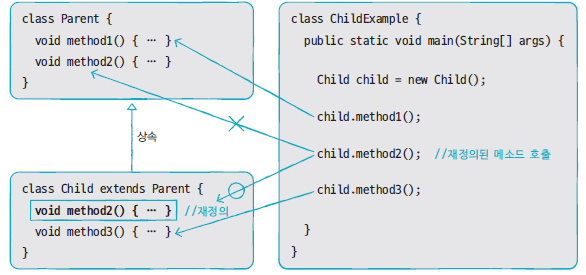 class Parent {
void method1() { … }
void method2() { … }
}
상속
class Child extends Parent {
void method2() { … } //재정의
void method3() { … }
}
class ChildExample {
public static void main(String[] args) {
Child child = new Child();
child.method1();
child.method2(); //재정의된 메소드 호출
child.method3();
}
}